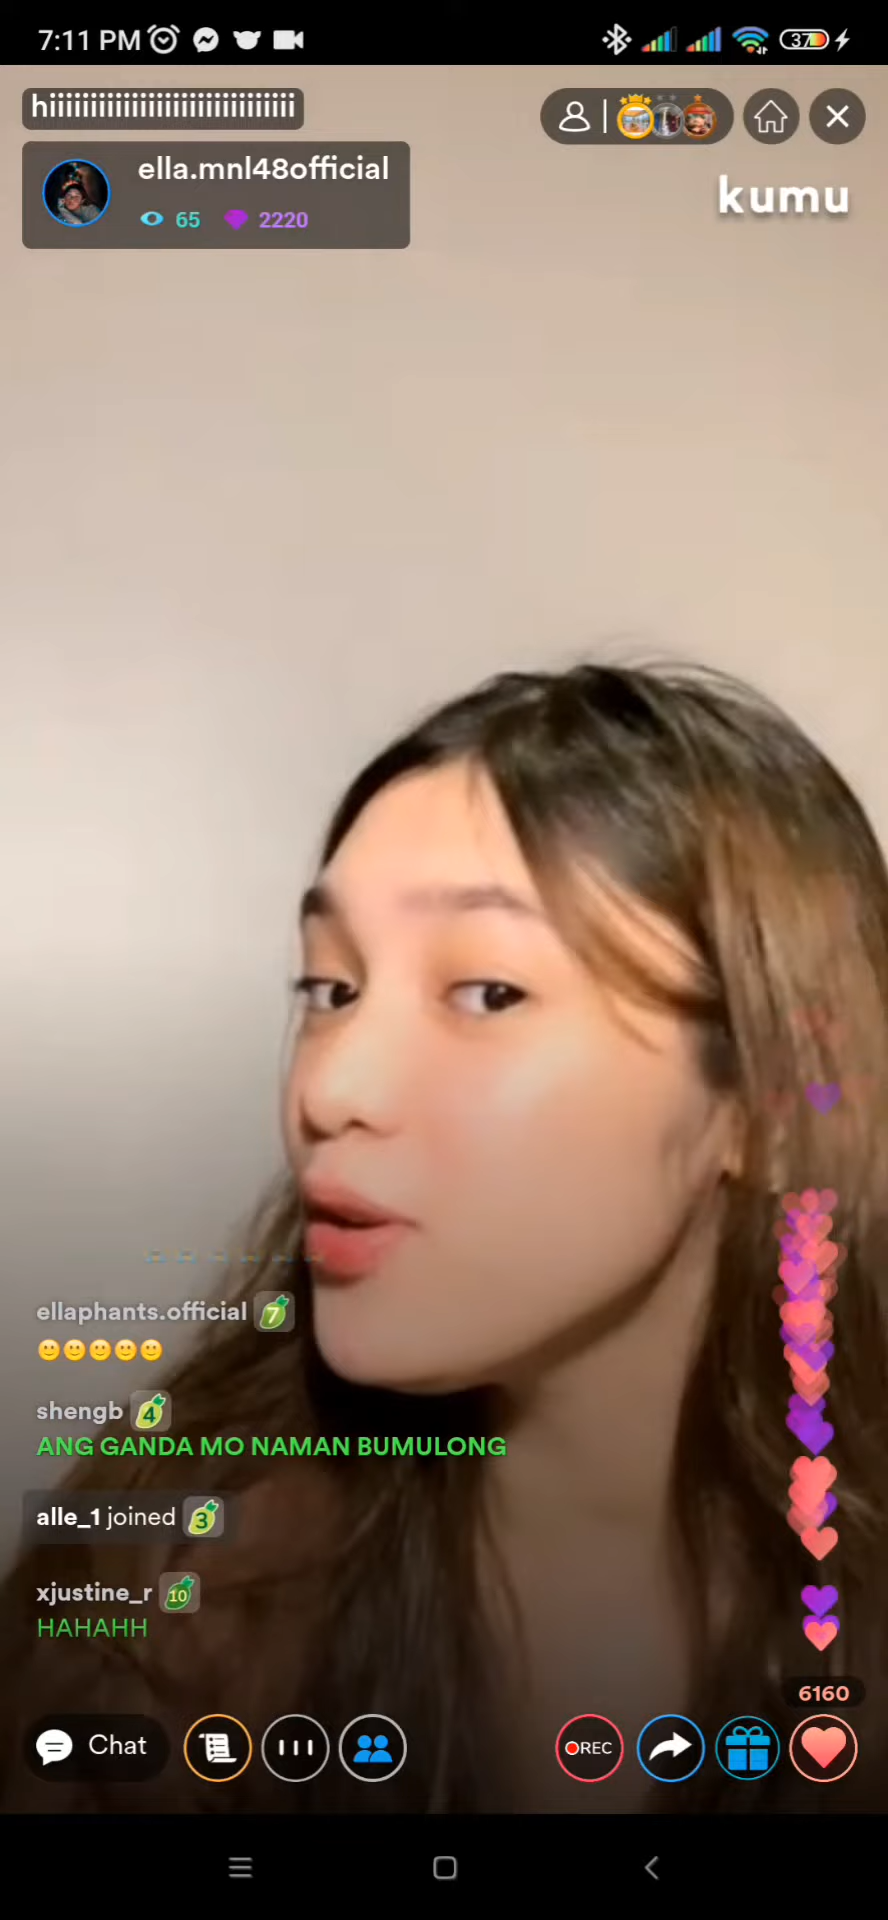 7:11 PM
37
hiiiiiiiiiiiiiiiiiiiiiiiiiiiiii
ella.mnl48official
65 2220
kumu
ellaphants.official 7
🙂🙂🙂🙂🙂
shengb 4
ANG GANDA MO NAMAN BUMULONG
alle_1 joined 3
xjustine_r 10
HAHAHH
6160
Chat
REC